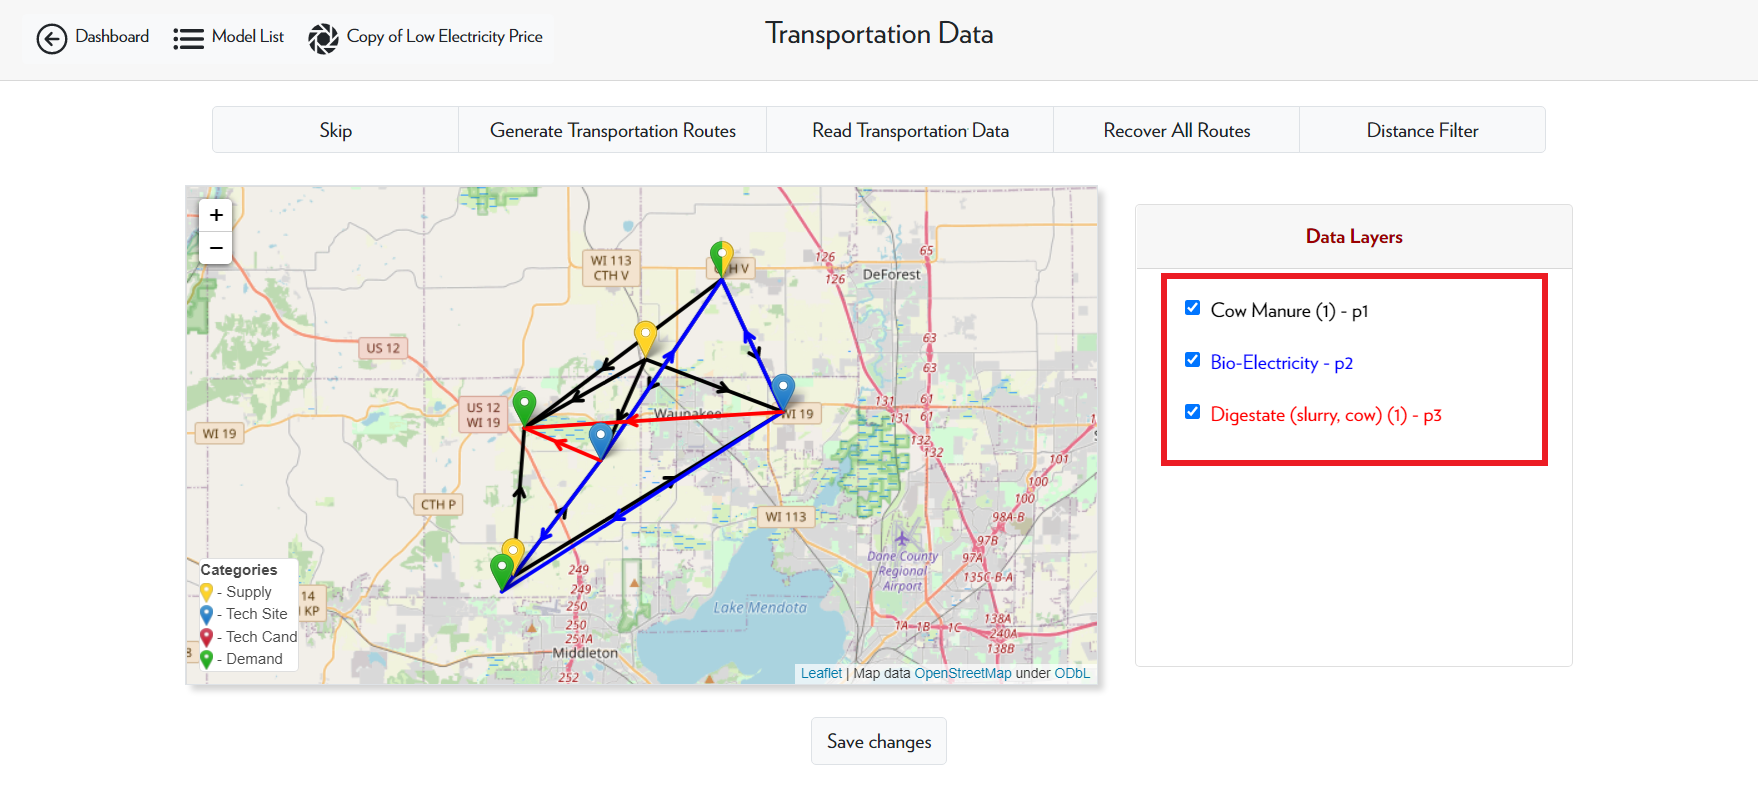 Dashboard
Model List
Copy of Low Electricity Price
Transportation Data
Skip
Generate Transportation Routes
Read Transportation Data
Recover All Routes
Distance Filter
+
−
WI 113
CTH V
H V
126
126
65
DeForest
US 12
63
63
US 12
WI 19
Waunakee
WI 19
131
131
61
61
WI 19
132
132
101
100
100
CTH P
WI 113
98A-B
97B
97A
135C-B-A
Dane County
Regional
Airport
249
249
250
250
251A
252
Lake Mendota
Middleton
14
KP
1A-1B
1C
138A
240A
138B
Categories
- Supply
- Tech Site
- Tech Cand
- Demand
Leaflet | Map data OpenStreetMap under ODbL
Data Layers
Cow Manure (1) - p1
Bio-Electricity - p2
Digestate (slurry, cow) (1) - p3
Save changes